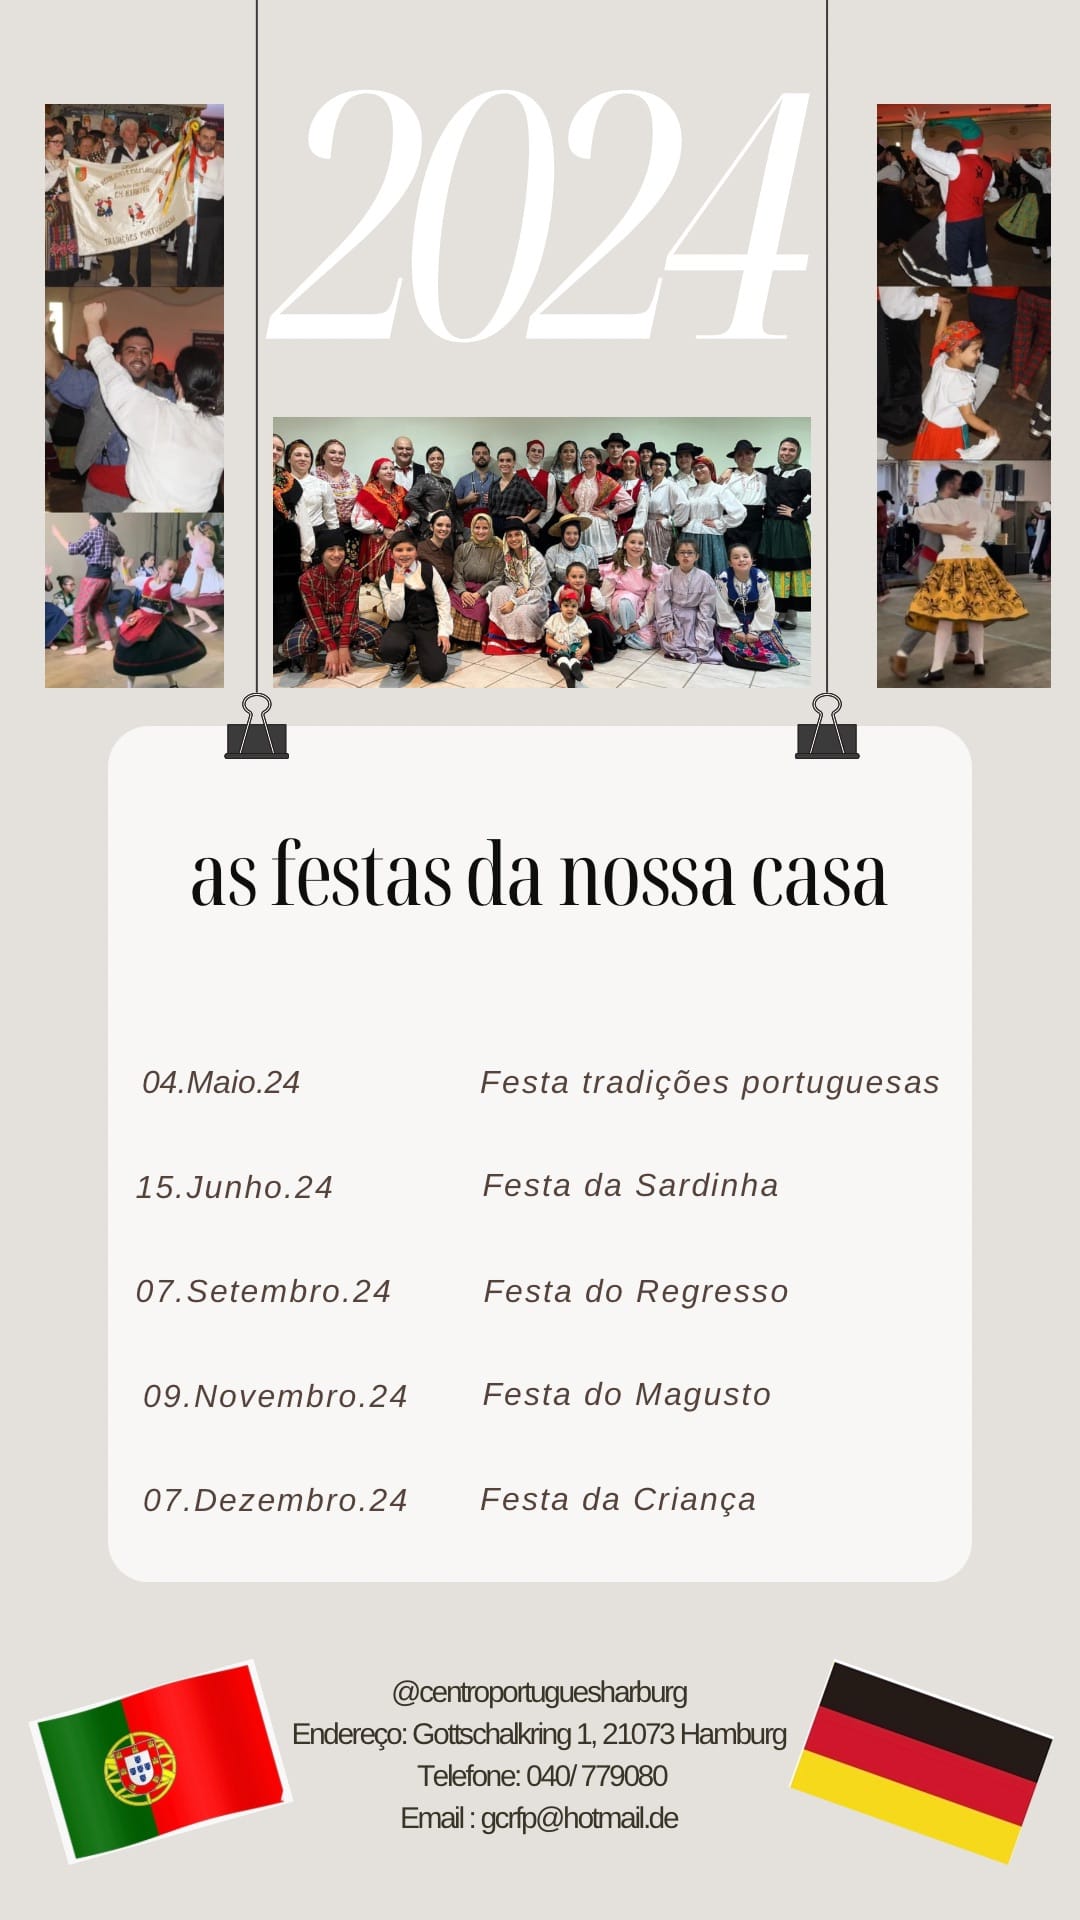 2024
TRADIÇÕES PORTUGUESAS
as festas da nossa casa
04.Maio.24 Festa tradições portuguesas
15.Junho.24 Festa da Sardinha
07.Setembro.24 Festa do Regresso
09.Novembro.24 Festa do Magusto
07.Dezembro.24 Festa da Criança
@centroportuguesharburg
Endereço: Gottschalkring 1, 21073 Hamburg
Telefone: 040/ 779080
Email : gcrfp@hotmail.de